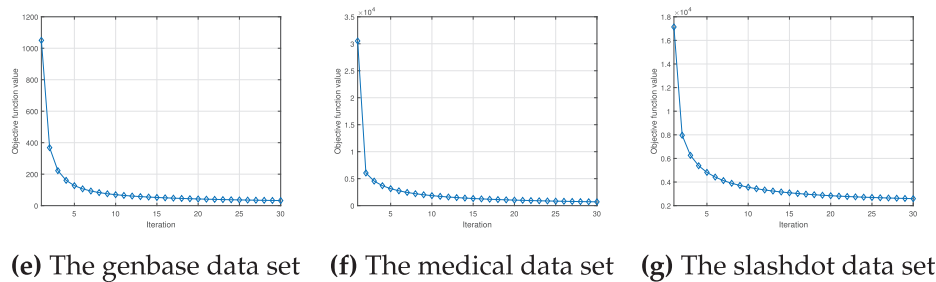 1200
1000
800
600
400
200
0
Objective function value
5 10 15 20 25 30
Iteration
×10⁴
3.5
3
2.5
2
1.5
1
0.5
0
Objective function value
5 10 15 20 25 30
Iteration
×10⁴
1.8
1.6
1.4
1.2
1
0.8
0.6
0.4
0.2
Objective function value
5 10 15 20 25 30
Iteration
(e) The genbase data set
(f) The medical data set
(g) The slashdot data set